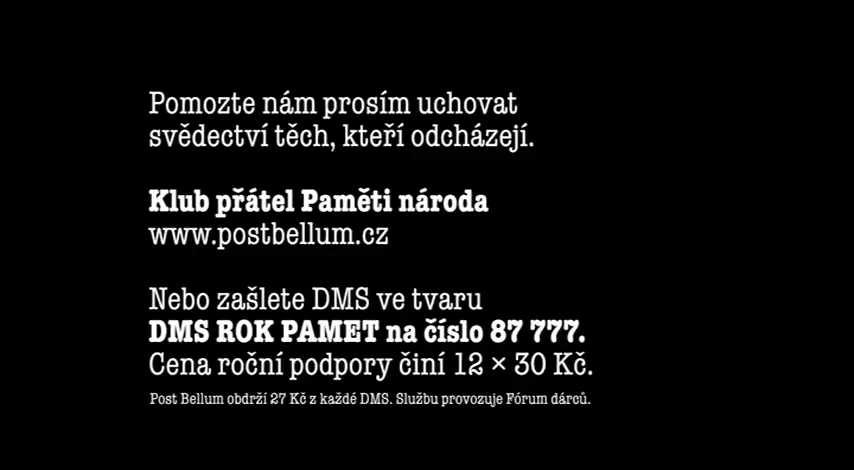 Pomozte nám prosím uchovat
svědectví těch, kteří odcházejí.
Klub přátel Paměti národa
www.postbellum.cz
Nebo zašlete DMS ve tvaru
DMS ROK PAMET na číslo 87 777.
Cena roční podpory činí 12 × 30 Kč.
Post Bellum obdrží 27 Kč z každé DMS. Službu provozuje Fórum dárců.